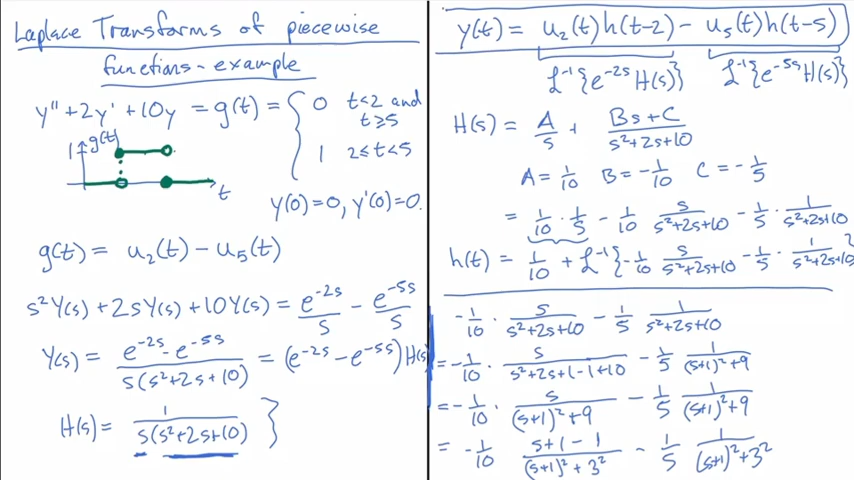 Laplace Transforms of piecewise
functions - example
y'' + 2y' + 10y = g(t) = { 0 t<2 and t≥5
1 2≤t<5
1 g(t)
t
y(0)=0, y'(0)=0.
g(t) = u₂(t) - u₅(t)
s²Y(s) + 2sY(s) + 10Y(s) = e^{-2s}/s - e^{-5s}/s
Y(s) = (e^{-2s} - e^{-5s})/(s(s²+2s+10)) = (e^{-2s} - e^{-5s})H(s)
H(s) = 1/(s(s²+2s+10)) }
y(t) = u₂(t)h(t-2) - u₅(t)h(t-5)
ℒ⁻¹{e^{-2s}H(s)} ℒ⁻¹{e^{-5s}H(s)}
H(s) = A/s + (Bs+C)/(s²+2s+10)
A = 1/10 B = -1/10 C = -1/5
= 1/10 · 1/s - 1/10 s/(s²+2s+10) - 1/5 · 1/(s²+2s+10)
h(t) = 1/10 + ℒ⁻¹{-1/10 s/(s²+2s+10) - 1/5 · 1/(s²+2s+10)}
-1/10 · s/(s²+2s+10) - 1/5 1/(s²+2s+10)
= -1/10 · s/(s²+2s+1-1+10) - 1/5 1/((s+1)²+9)
= -1/10 · s/((s+1)²+9) - 1/5 1/((s+1)²+9)
= -1/10 (s+1-1)/((s+1)²+3²) - 1/5 1/((s+1)²+3²)